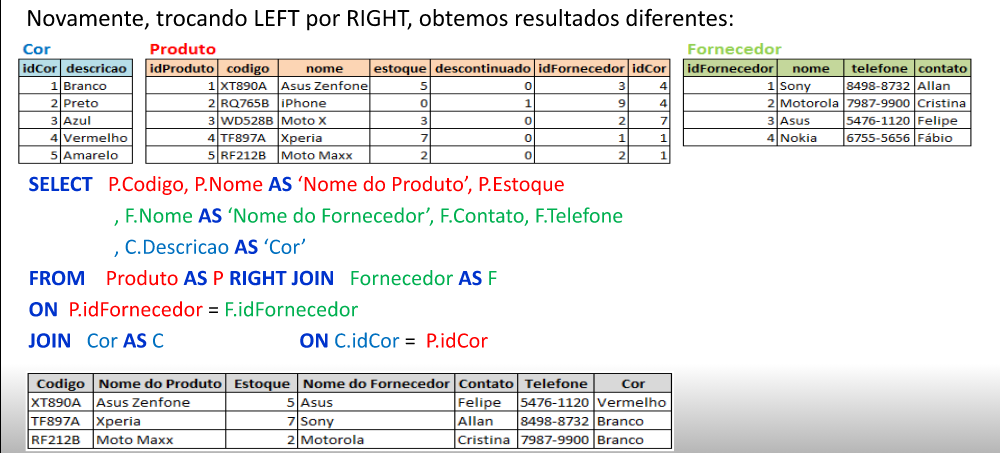 Novamente, trocando LEFT por RIGHT, obtemos resultados diferentes:
Cor
idCor descricao
1 Branco
2 Preto
3 Azul
4 Vermelho
5 Amarelo
Produto
idProduto codigo nome estoque descontinuado idFornecedor idCor
1 XT890A Asus Zenfone 5 0 3 4
2 RQ765B iPhone 0 1 9 4
3 WD528B Moto X 3 0 2 7
4 TF897A Xperia 7 0 1 1
5 RF212B Moto Maxx 2 0 2 1
Fornecedor
idFornecedor nome telefone contato
1 Sony 8498-8732 Allan
2 Motorola 7987-9900 Cristina
3 Asus 5476-1120 Felipe
4 Nokia 6755-5656 Fábio
SELECT P.Codigo, P.Nome AS ‘Nome do Produto’, P.Estoque
, F.Nome AS ‘Nome do Fornecedor’, F.Contato, F.Telefone
, C.Descricao AS ‘Cor’
FROM Produto AS P RIGHT JOIN Fornecedor AS F
ON P.idFornecedor = F.idFornecedor
JOIN Cor AS C ON C.idCor = P.idCor
Codigo Nome do Produto Estoque Nome do Fornecedor Contato Telefone Cor
XT890A Asus Zenfone 5 Asus Felipe 5476-1120 Vermelho
TF897A Xperia 7 Sony Allan 8498-8732 Branco
RF212B Moto Maxx 2 Motorola Cristina 7987-9900 Branco